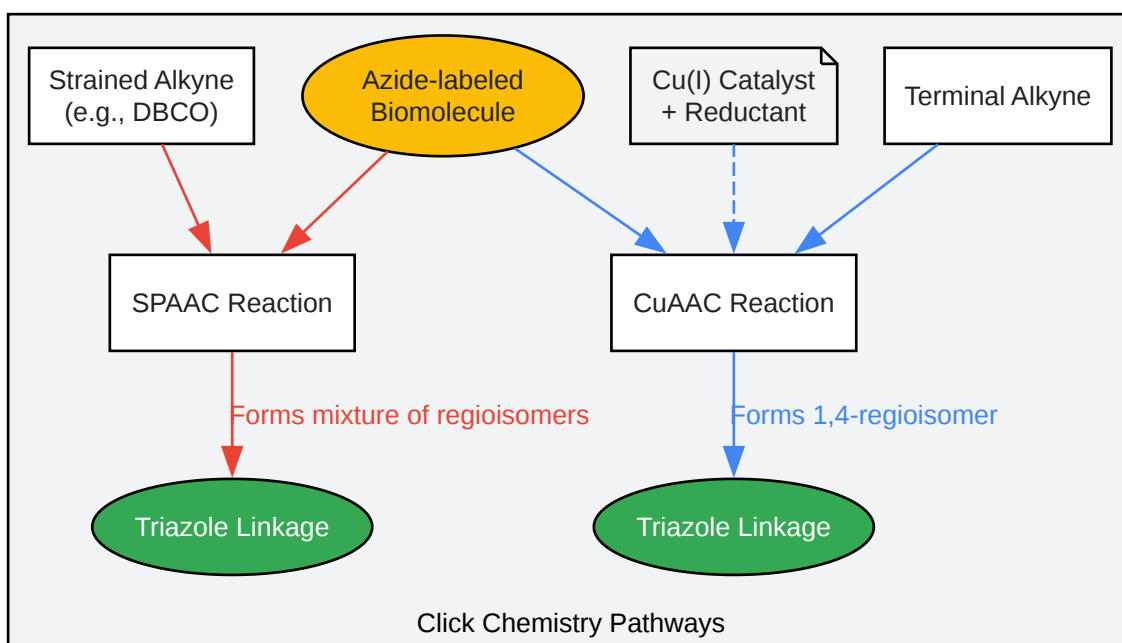 Strained Alkyne
(e.g., DBCO)
Azide-labeled
Biomolecule
Cu(I) Catalyst
+ Reductant
Terminal Alkyne
SPAAC Reaction
CuAAC Reaction
Forms mixture of regioisomers
Forms 1,4-regioisomer
Triazole Linkage
Triazole Linkage
Click Chemistry Pathways